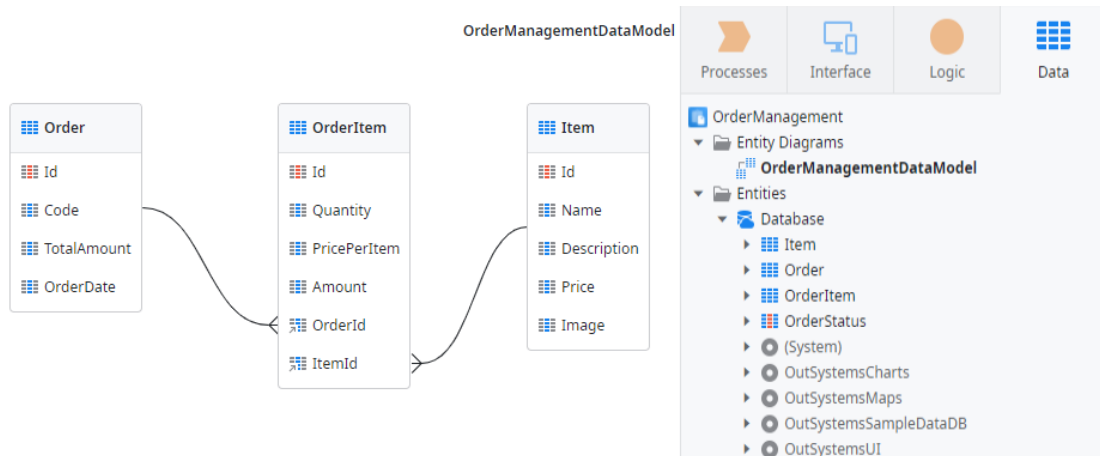 OrderManagementDataModel
Order
Id
Code
TotalAmount
OrderDate
OrderItem
Id
Quantity
PricePerItem
Amount
OrderId
ItemId
Item
Id
Name
Description
Price
Image
Processes
Interface
Logic
Data
OrderManagement
Entity Diagrams
OrderManagementDataModel
Entities
Database
Item
Order
OrderItem
OrderStatus
(System)
OutSystemsCharts
OutSystemsMaps
OutSystemsSampleDataDB
OutSystemsUI